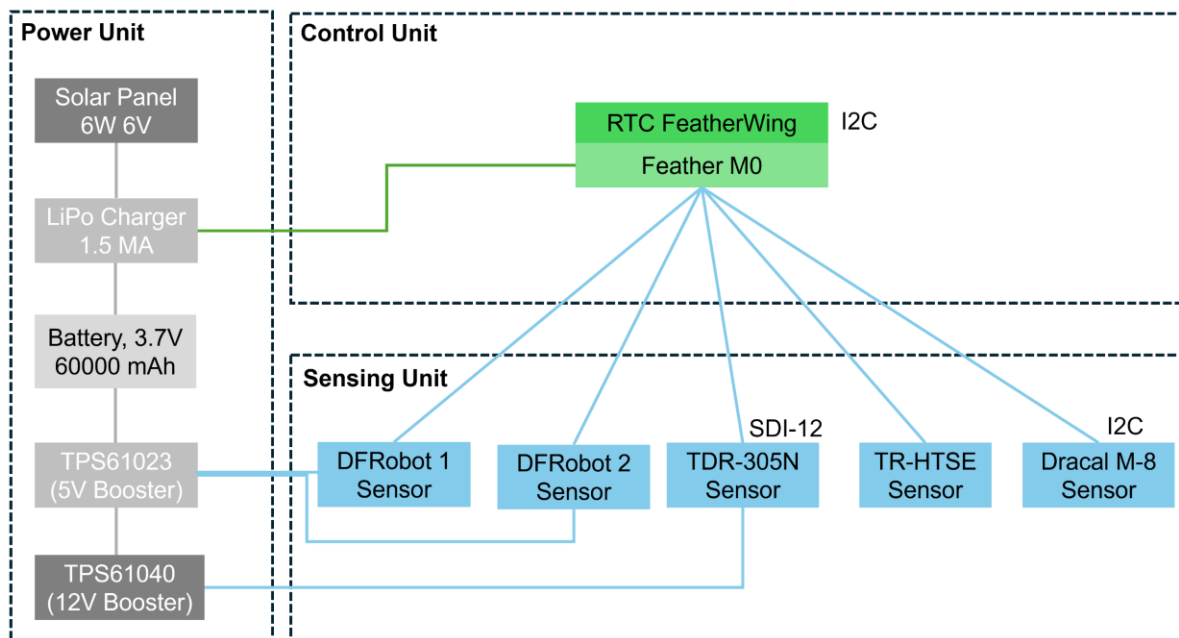 Power Unit
Solar Panel
6W 6V
LiPo Charger
1.5 MA
Battery, 3.7V
60000 mAh
TPS61023
(5V Booster)
TPS61040
(12V Booster)
Control Unit
RTC FeatherWing
I2C
Feather M0
Sensing Unit
DFRobot 1
Sensor
DFRobot 2
Sensor
SDI-12
TDR-305N
Sensor
TR-HTSE
Sensor
I2C
Dracal M-8
Sensor